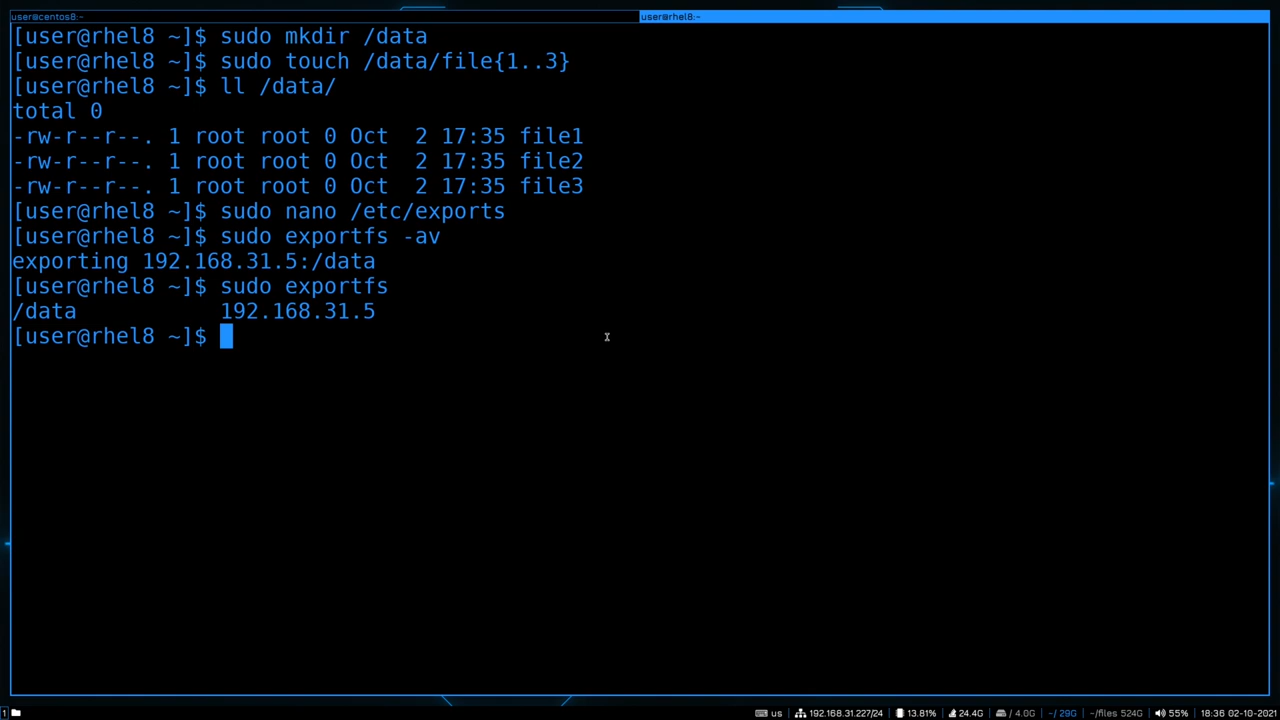 user@centos8:~
user@rhel8:~
[user@rhel8 ~]$ sudo mkdir /data
[user@rhel8 ~]$ sudo touch /data/file{1..3}
[user@rhel8 ~]$ ll /data/
total 0
-rw-r--r--. 1 root root 0 Oct  2 17:35 file1
-rw-r--r--. 1 root root 0 Oct  2 17:35 file2
-rw-r--r--. 1 root root 0 Oct  2 17:35 file3
[user@rhel8 ~]$ sudo nano /etc/exports
[user@rhel8 ~]$ sudo exportfs -av
exporting 192.168.31.5:/data
[user@rhel8 ~]$ sudo exportfs
/data           192.168.31.5
[user@rhel8 ~]$
1 us 192.168.31.227/24 13.81% 24.4G / 4.0G ~/ 29G ~/files 524G 55% 18:36 02-10-2021